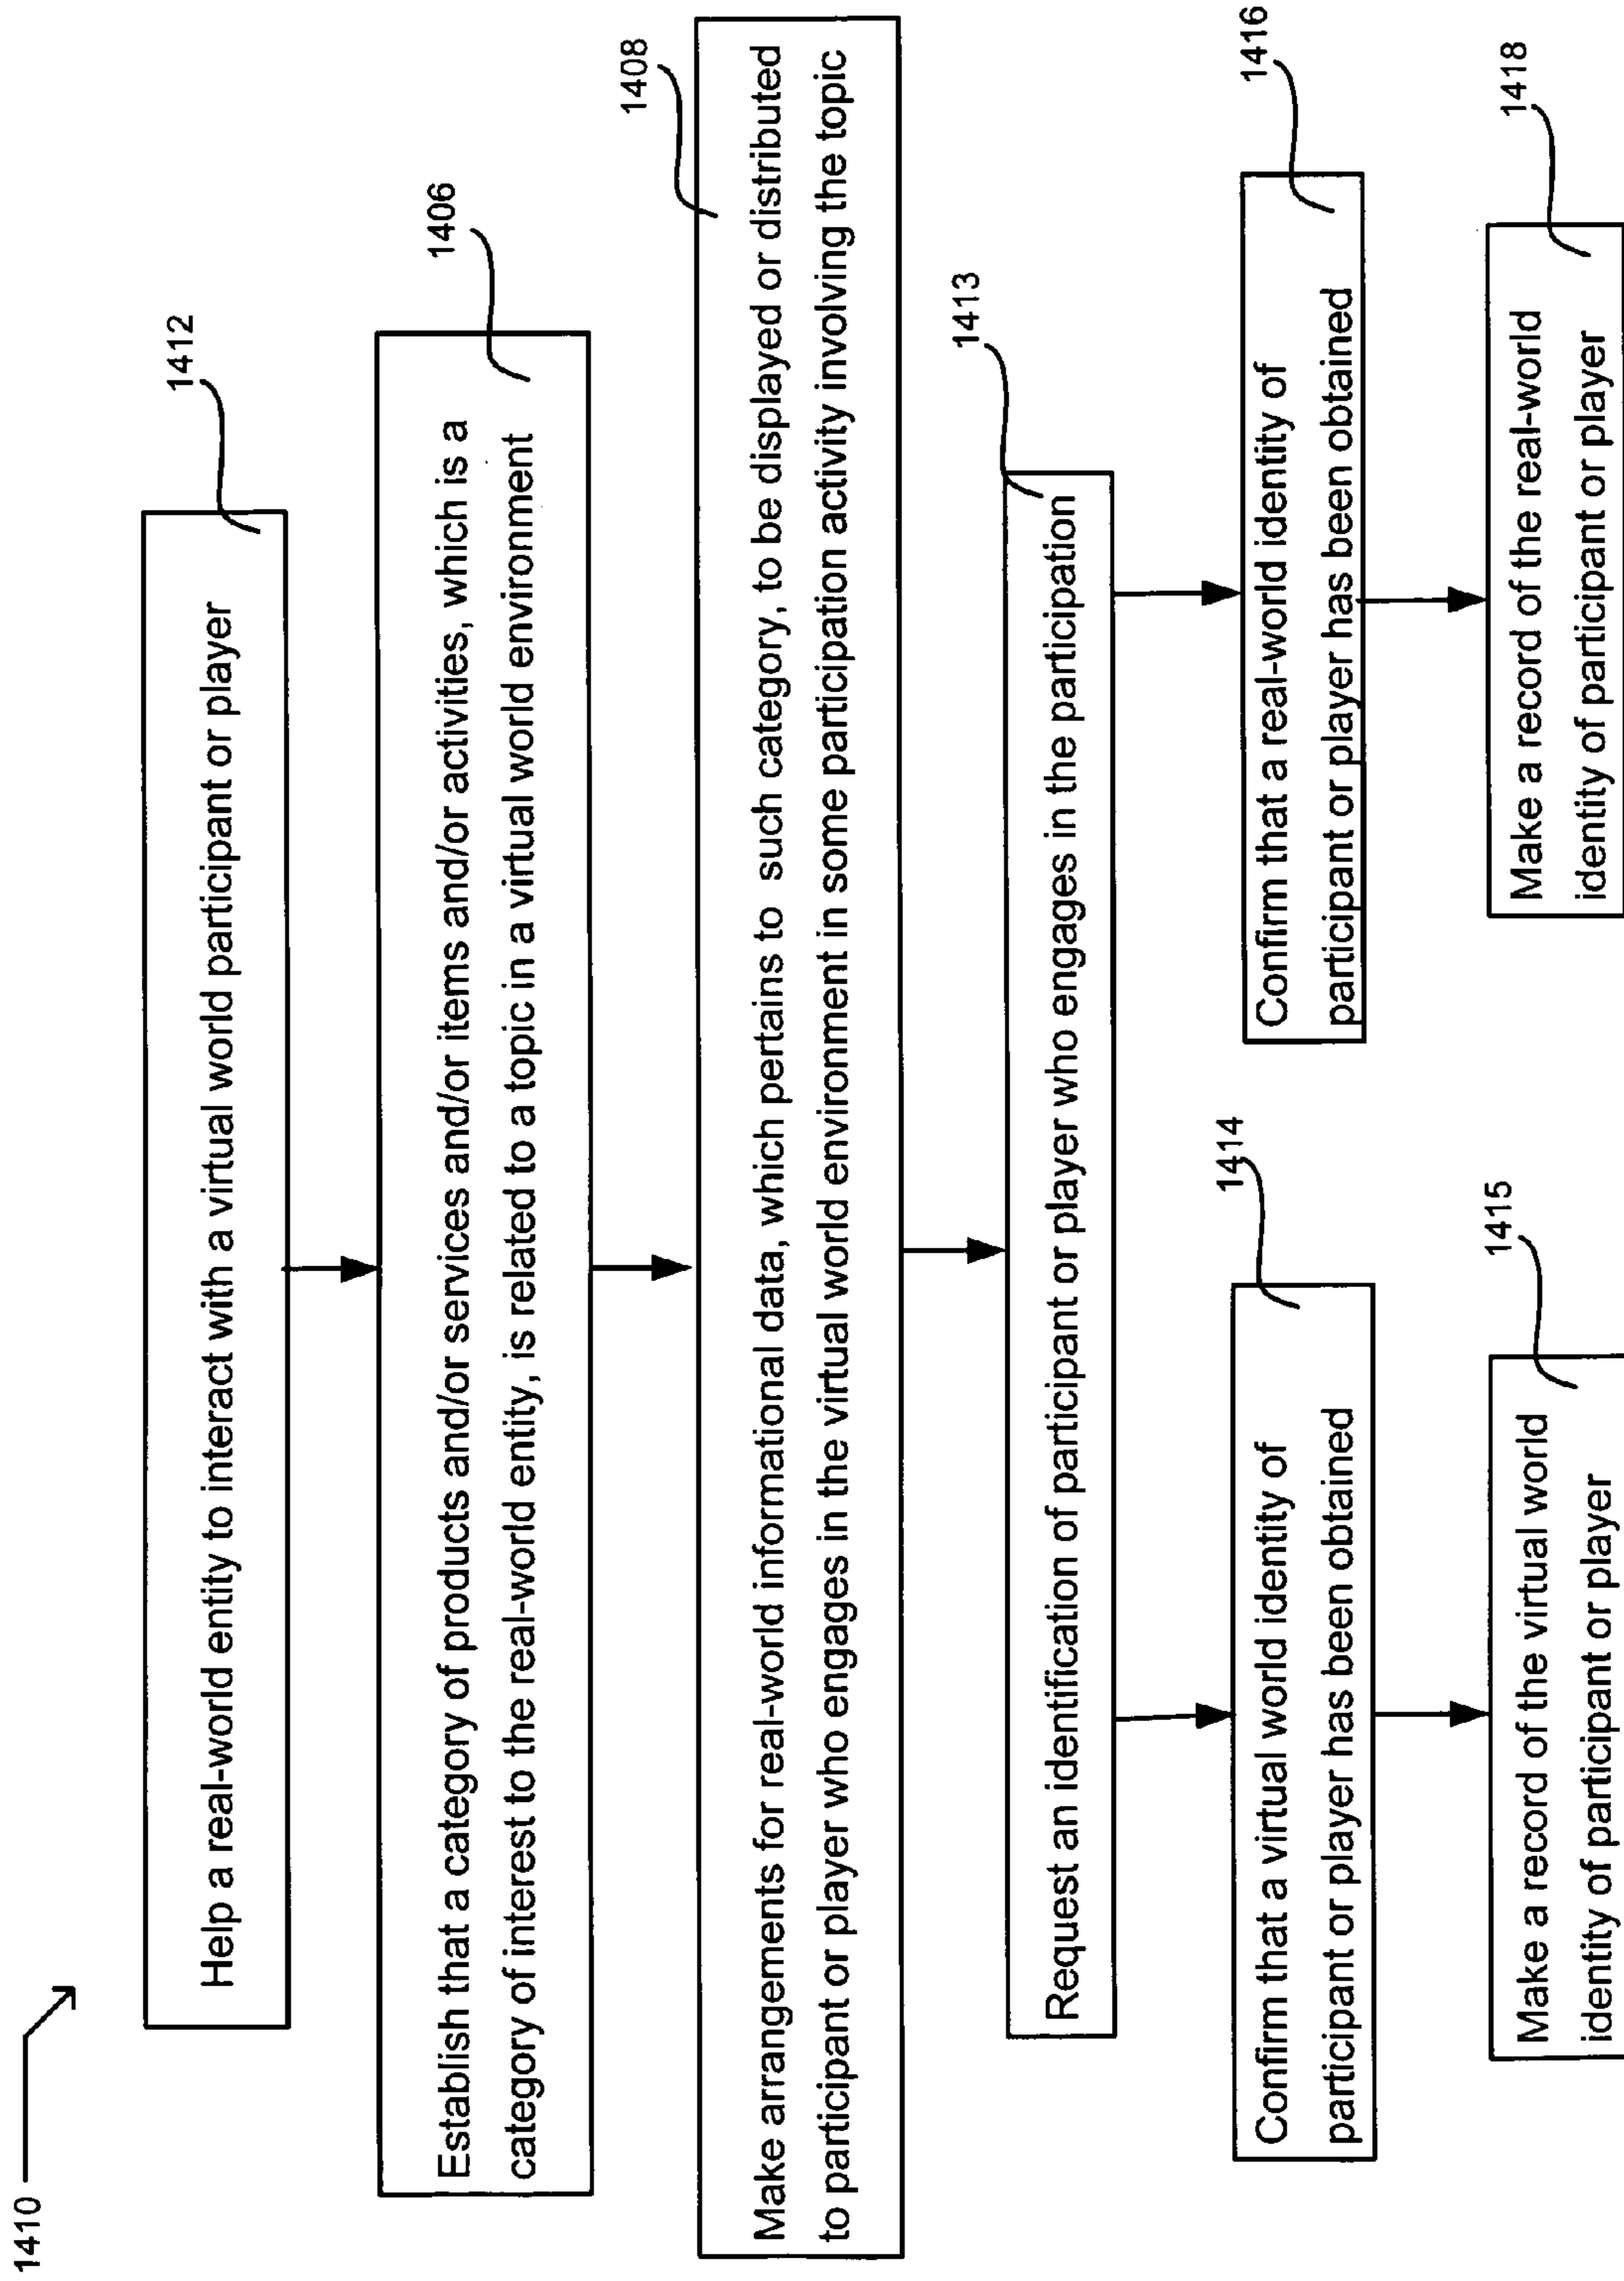 1410
1412
Help a real-world entity to interact with a virtual world participant or player
1406
Establish that a category of products and/or services and/or items and/or activities, which is a
category of interest to the real-world entity, is related to a topic in a virtual world environment
1408
Make arrangements for real-world informational data, which pertains to such category, to be displayed or distributed
to participant or player who engages in the virtual world environment in some participation activity involving the topic
1413
Request an identification of participant or player who engages in the participation
1414
Confirm that a virtual world identity of
participant or player has been obtained
1416
Confirm that a real-world identity of
participant or player has been obtained
1415
Make a record of the virtual world
identity of participant or player
1418
Make a record of the real-world
identity of participant or player